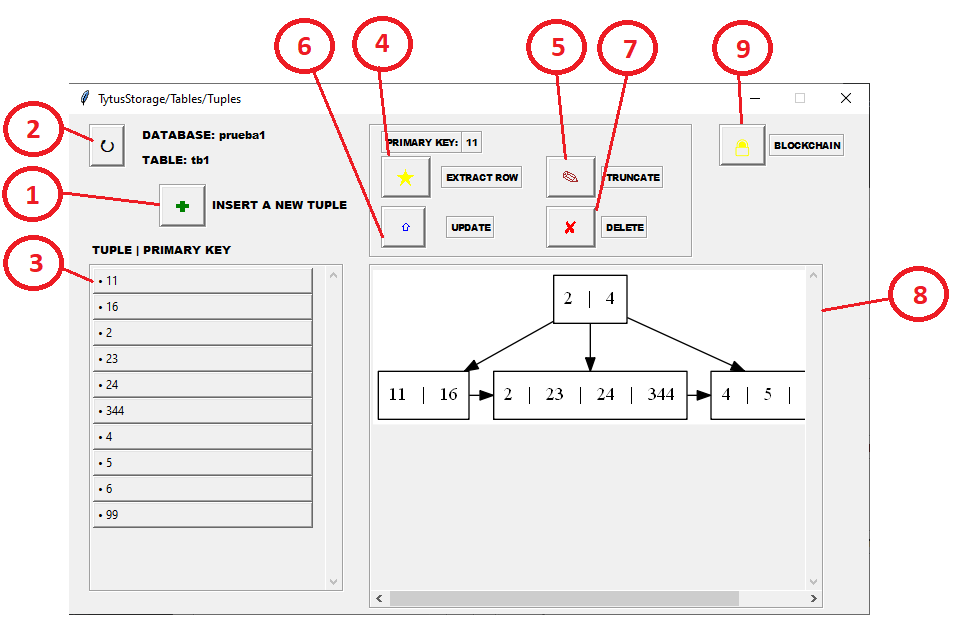 6
4
5
7
9
TytusStorage/Tables/Tuples
2
DATABASE: prueba1
TABLE: tb1
PRIMARY KEY: 11
BLOCKCHAIN
EXTRACT ROW
TRUNCATE
1
INSERT A NEW TUPLE
UPDATE
DELETE
TUPLE | PRIMARY KEY
3
• 11
• 16
• 2
• 23
• 24
• 344
• 4
• 5
• 6
• 99
2 | 4
11 | 16
2 | 23 | 24 | 344
4 | 5 |
8